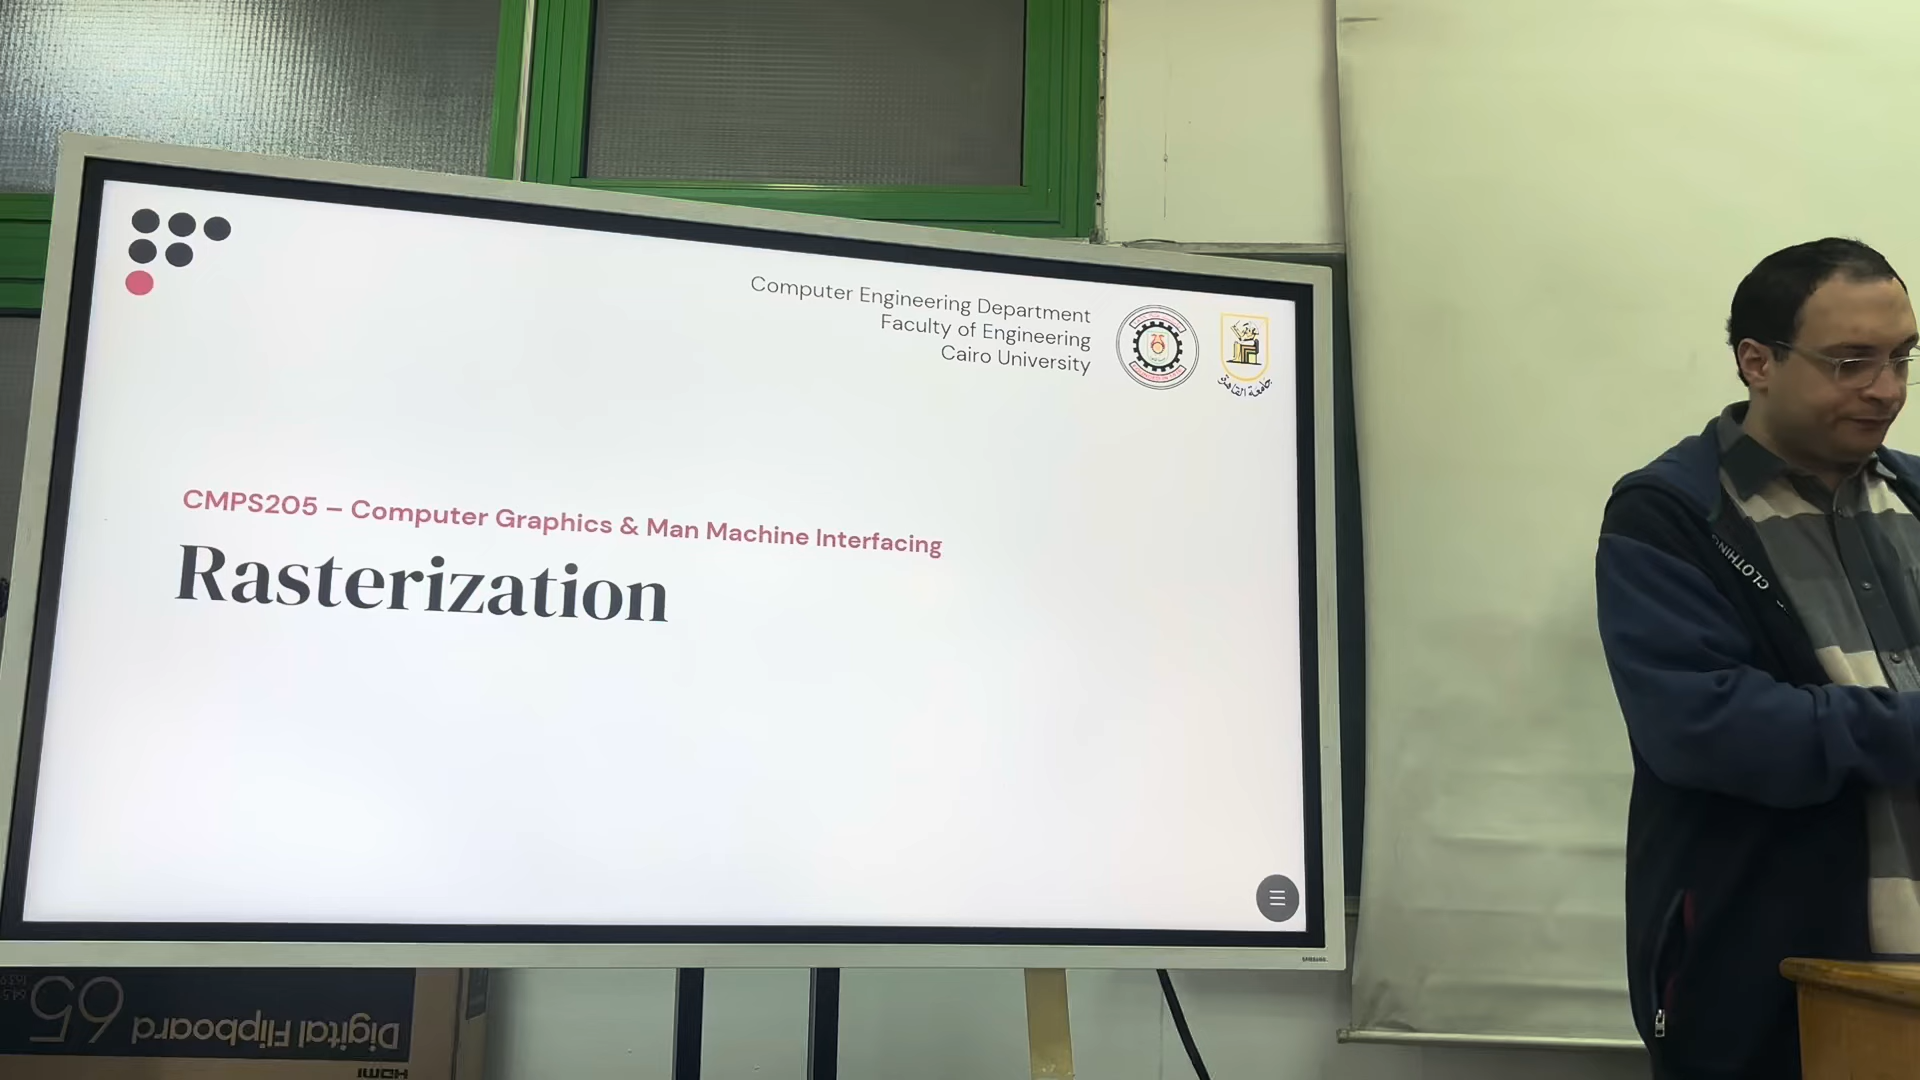 Computer Engineering Department
Faculty of Engineering
Cairo University
جامعة القاهرة
CMPS205 – Computer Graphics & Man Machine Interfacing
Rasterization
CLOTHING
SAMSUNG
65
Digital Flipboard
HDMI